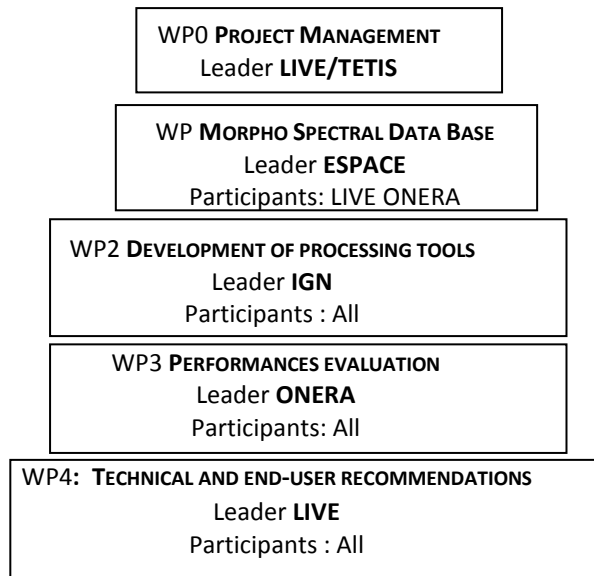 WP0 PROJECT MANAGEMENT
Leader LIVE/TETIS
WP MORPHO SPECTRAL DATA BASE
Leader ESPACE
Participants: LIVE ONERA
WP2 DEVELOPMENT OF PROCESSING TOOLS
Leader IGN
Participants : All
WP3 PERFORMANCES EVALUATION
Leader ONERA
Participants: All
WP4: TECHNICAL AND END-USER RECOMMENDATIONS
Leader LIVE
Participants : All